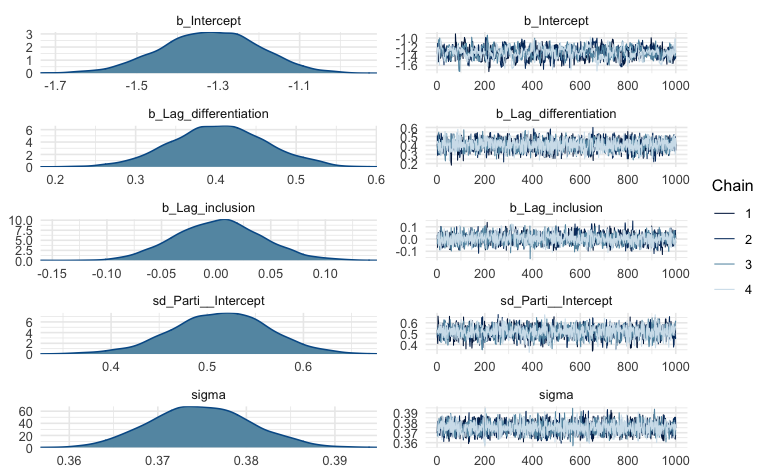 b_Intercept
3
2
1
0
-1.7 -1.5 -1.3 -1.1
b_Intercept
-1.0
-1.2
-1.4
-1.6
0 200 400 600 800 1000
b_Lag_differentiation
6
4
2
0
0.2 0.3 0.4 0.5 0.6
b_Lag_differentiation
0.6
0.5
0.4
0.3
0.2
0 200 400 600 800 1000
b_Lag_inclusion
10.0
7.5
5.0
2.5
0.0
-0.15 -0.10 -0.05 0.00 0.05 0.10
b_Lag_inclusion
0.1
0.0
-0.1
0 200 400 600 800 1000
sd_Parti__Intercept
6
4
2
0
0.4 0.5 0.6
sd_Parti__Intercept
0.6
0.5
0.4
0 200 400 600 800 1000
sigma
60
40
20
0
0.36 0.37 0.38 0.39
sigma
0.39
0.38
0.37
0.36
0 200 400 600 800 1000
Chain
1
2
3
4